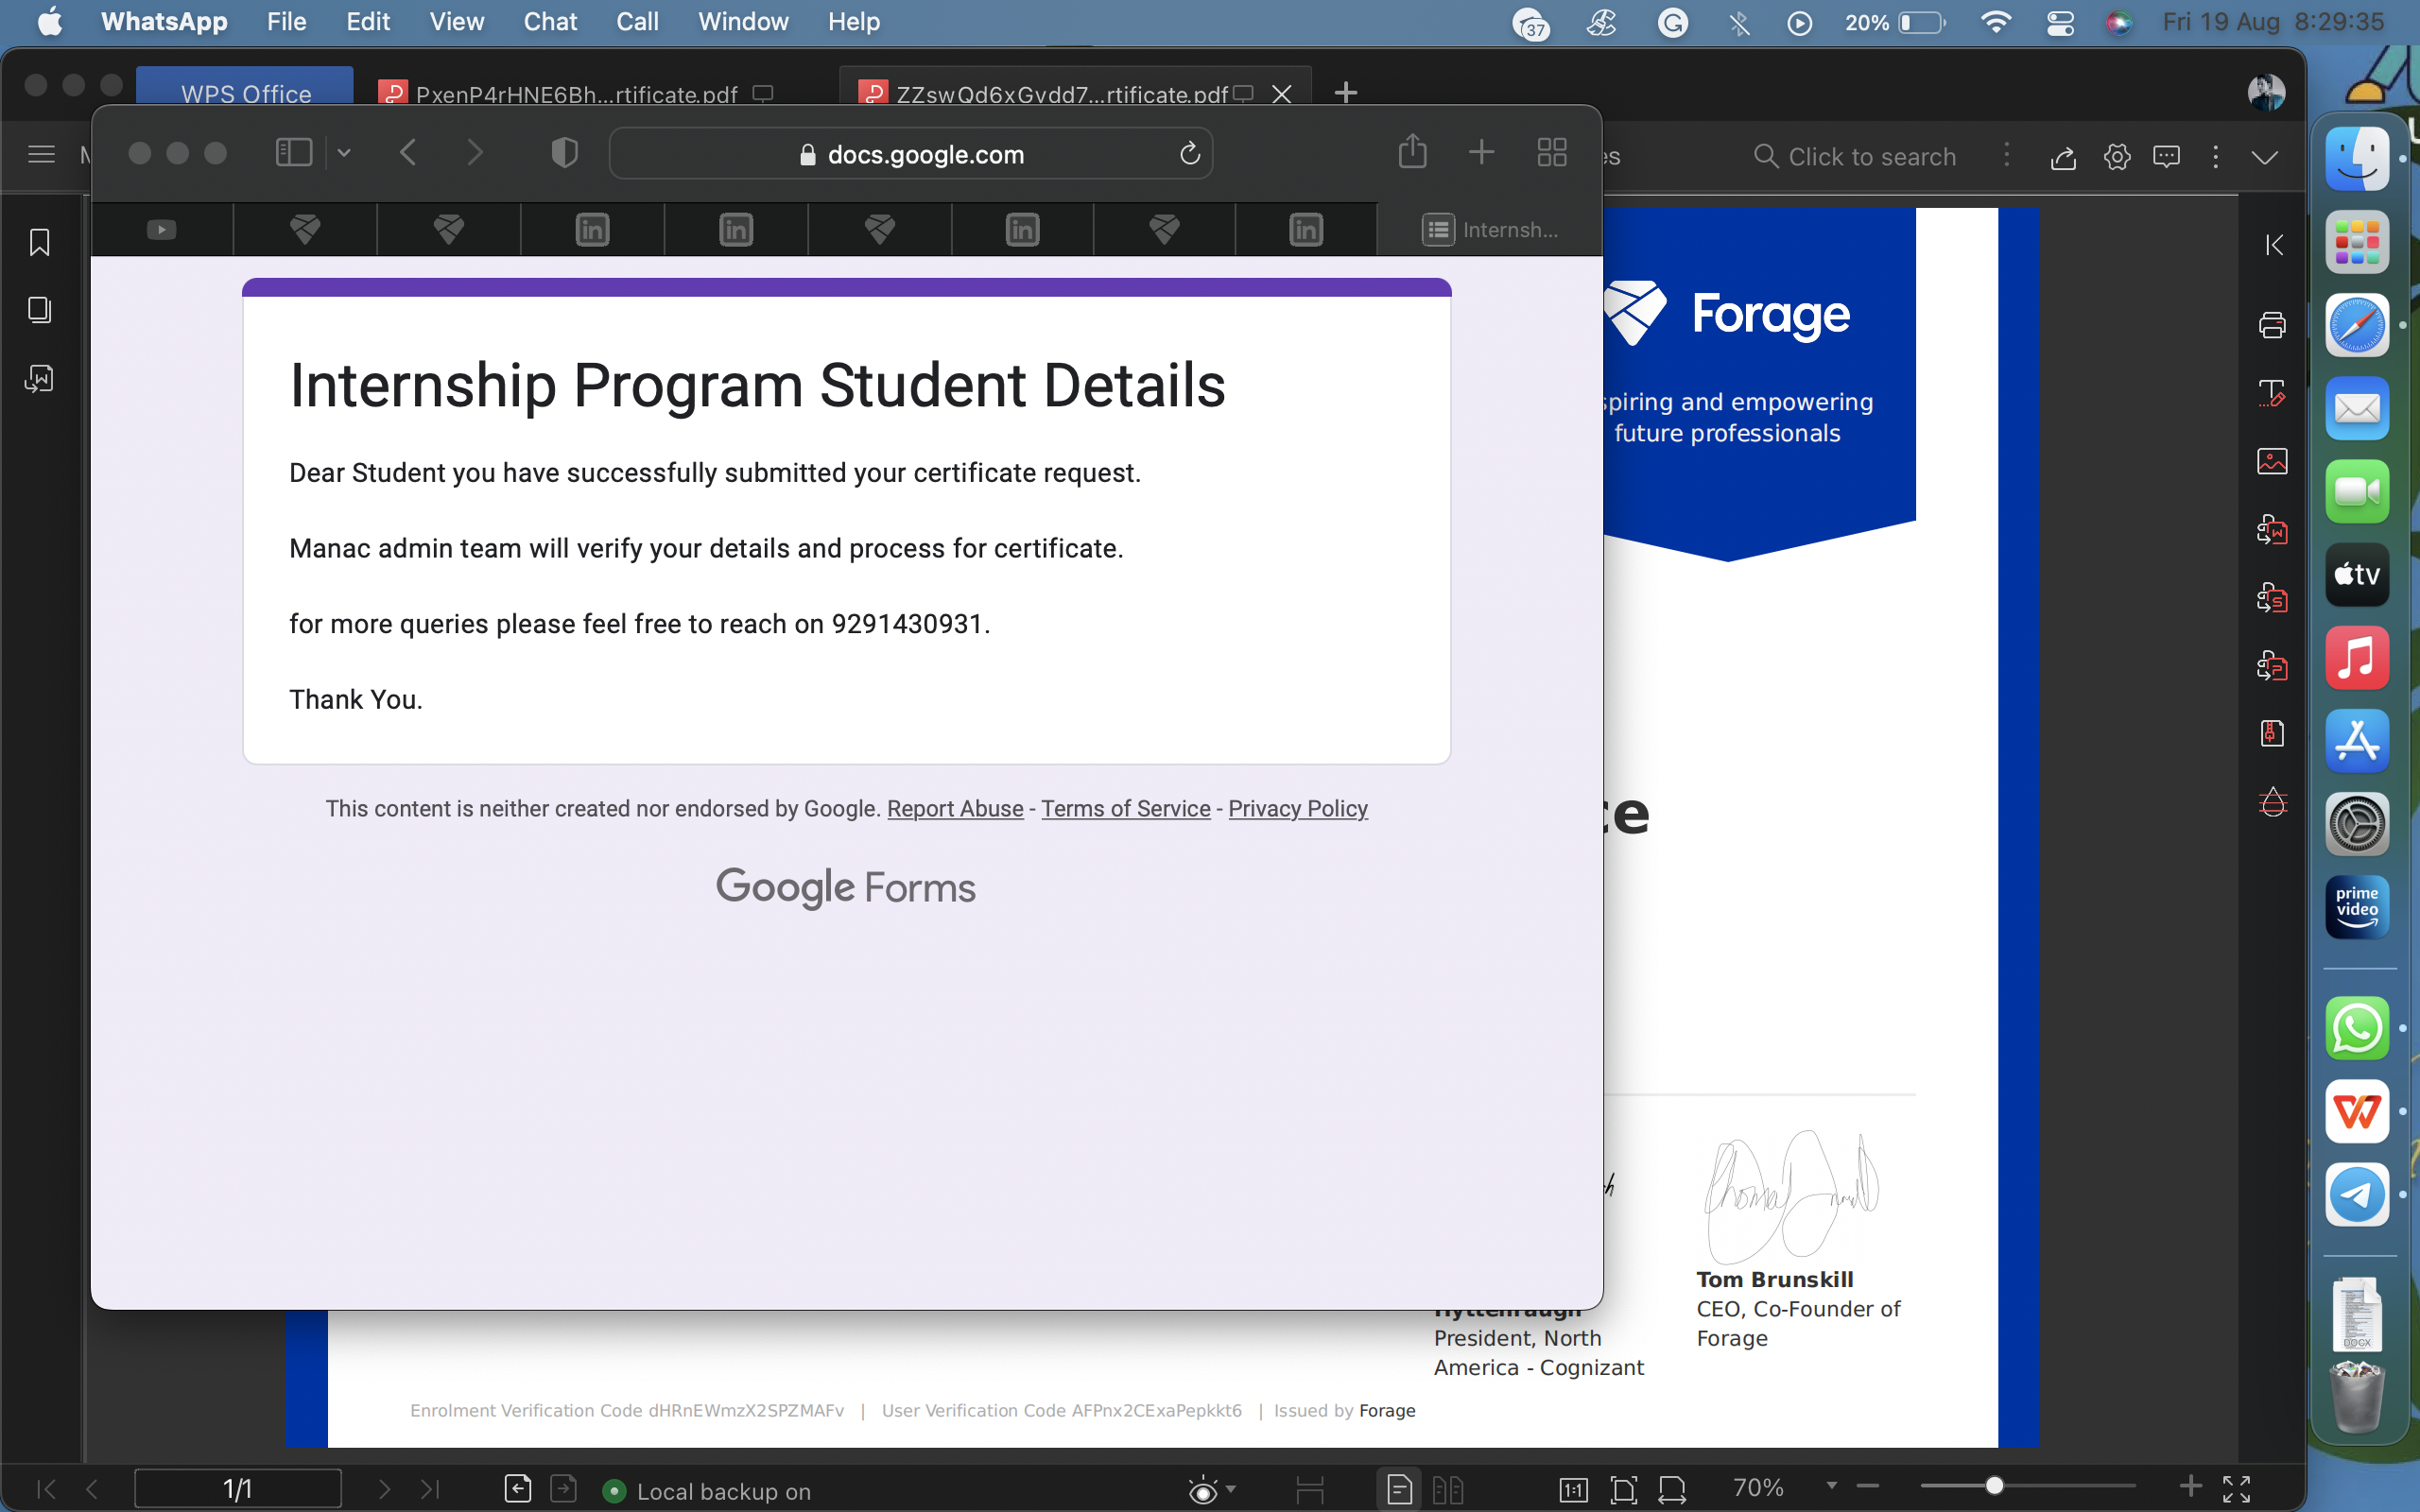 WhatsApp File Edit View Chat Call Window Help
37
20%
Fri 19 Aug 8:29:35
WPS Office
PxenP4rHNE6Bh...rtificate.pdf
ZZswQd6xGvdd7...rtificate.pdf
docs.google.com
Click to search
Internsh...
Forage
spiring and empowering
future professionals
Internship Program Student Details
Dear Student you have successfully submitted your certificate request.
Manac admin team will verify your details and process for certificate.
for more queries please feel free to reach on 9291430931.
Thank You.
This content is neither created nor endorsed by Google. Report Abuse - Terms of Service - Privacy Policy
Google Forms
tv
prime
video
DOCX
Tom Brunskill
CEO, Co-Founder of
Forage
President, North
America - Cognizant
Enrolment Verification Code dHRnEWmzX2SPZMAFv | User Verification Code AFPnx2CExaPepkkt6 | Issued by Forage
1/1
Local backup on
1:1
70%